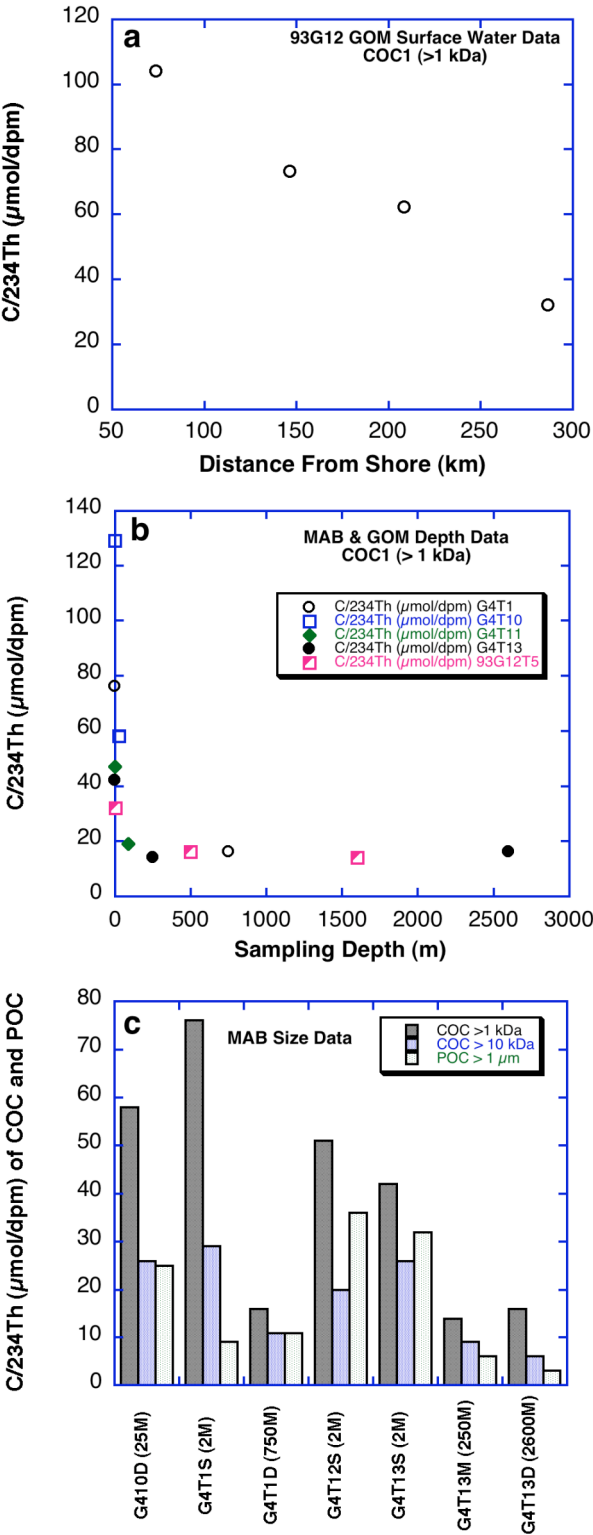 a
93G12 GOM Surface Water Data
COC1 (>1 kDa)
C/234Th (µmol/dpm)
120
100
80
60
40
20
0
50
100
150
200
250
300
Distance From Shore (km)
b
MAB & GOM Depth Data
COC1 (> 1 kDa)
C/234Th (µmol/dpm) G4T1
C/234Th (µmol/dpm) G4T10
C/234Th (µmol/dpm) G4T11
C/234Th (µmol/dpm) G4T13
C/234Th (µmol/dpm) 93G12T5
C/234Th (µmol/dpm)
140
120
100
80
60
40
20
0
0
500
1000
1500
2000
2500
3000
Sampling Depth (m)
c
MAB Size Data
COC >1 kDa
COC > 10 kDa
POC > 1 µm
C/234Th (µmol/dpm) of COC and POC
80
70
60
50
40
30
20
10
0
G410D (25M)
G4T1S (2M)
G4T1D (750M)
G4T12S (2M)
G4T13S (2M)
G4T13M (250M)
G4T13D (2600M)